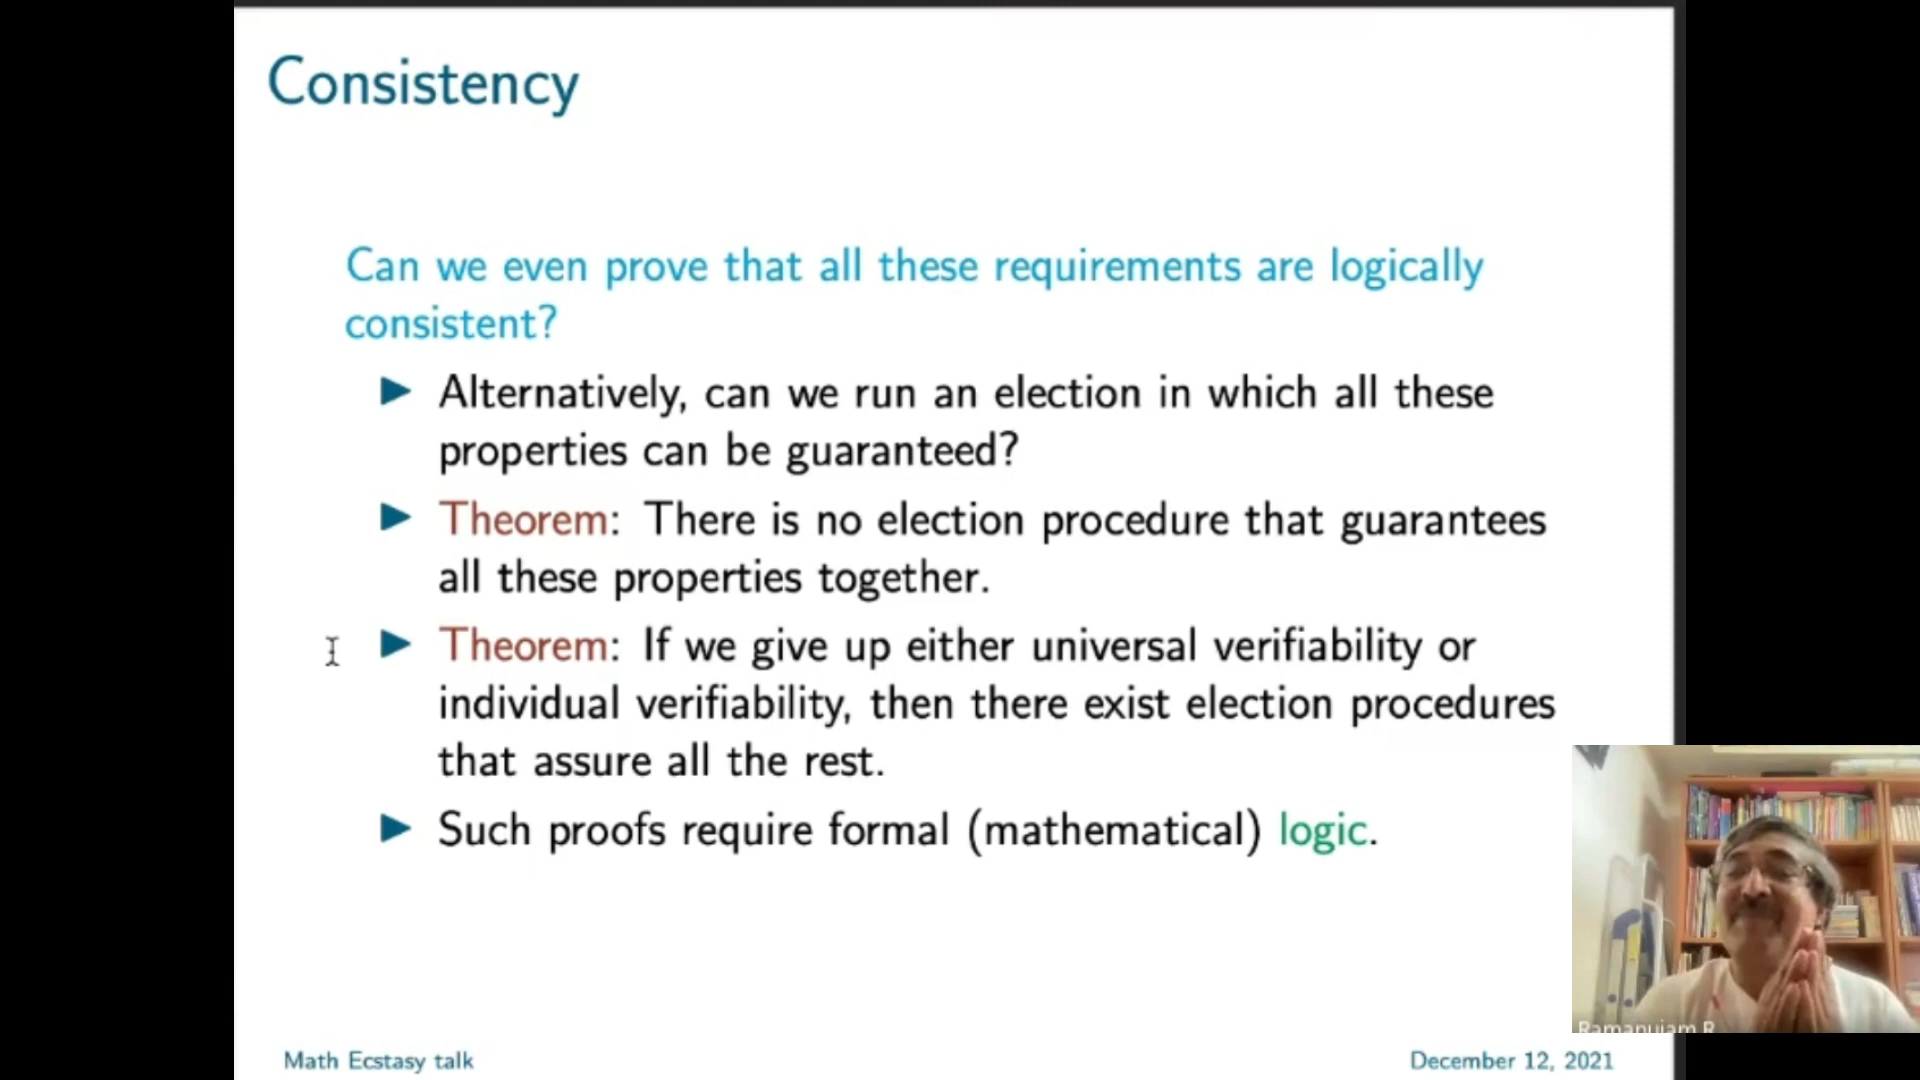 Consistency
Can we even prove that all these requirements are logically
consistent?
Alternatively, can we run an election in which all these
properties can be guaranteed?
Theorem: There is no election procedure that guarantees
all these properties together.
Theorem: If we give up either universal verifiability or
individual verifiability, then there exist election procedures
that assure all the rest.
Such proofs require formal (mathematical) logic.
Ramanujam R
Math Ecstasy talk
December 12, 2021